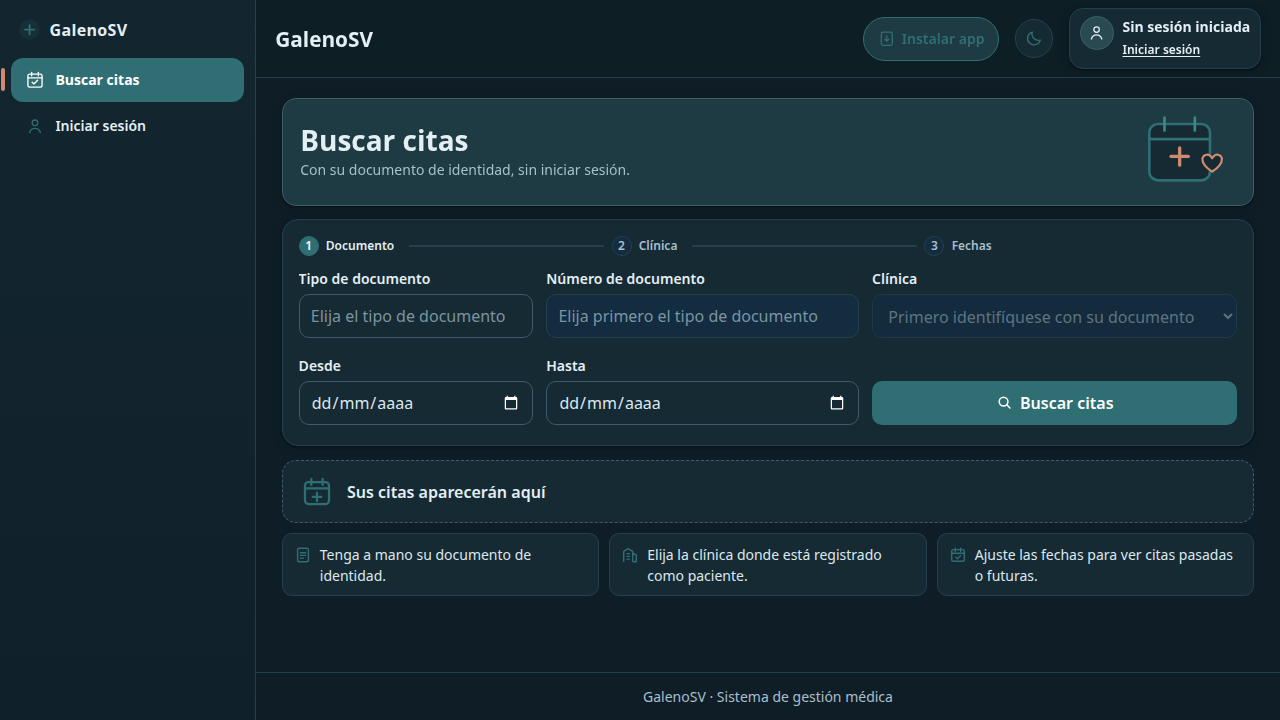 GalenoSV
Buscar citas
Iniciar sesión
GalenoSV
Instalar app
Sin sesión iniciada
Iniciar sesión
Buscar citas
Con su documento de identidad, sin iniciar sesión.
1 Documento
2 Clínica
3 Fechas
Tipo de documento
Número de documento
Clínica
Elija el tipo de documento
Elija primero el tipo de documento
Primero identifíquese con su documento
Desde
Hasta
dd/mm/aaaa
dd/mm/aaaa
Buscar citas
Sus citas aparecerán aquí
Tenga a mano su documento de
identidad.
Elija la clínica donde está registrado
como paciente.
Ajuste las fechas para ver citas pasadas
o futuras.
GalenoSV · Sistema de gestión médica